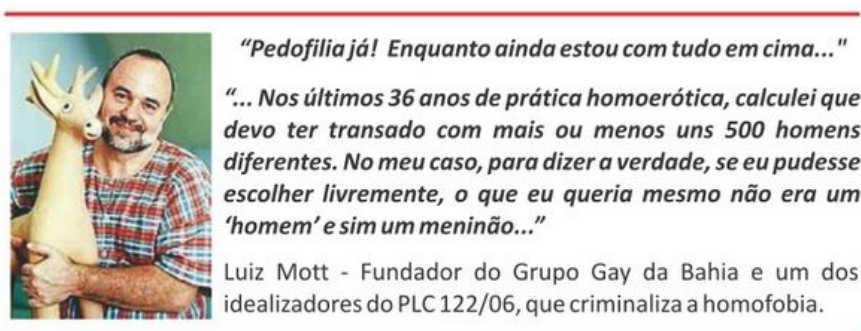 “Pedofilia já! Enquanto ainda estou com tudo em cima..."
“... Nos últimos 36 anos de prática homoerótica, calculei que
devo ter transado com mais ou menos uns 500 homens
diferentes. No meu caso, para dizer a verdade, se eu pudesse
escolher livremente, o que eu queria mesmo não era um
‘homem’ e sim um meninão...”
Luiz Mott - Fundador do Grupo Gay da Bahia e um dos
idealizadores do PLC 122/06, que criminaliza a homofobia.